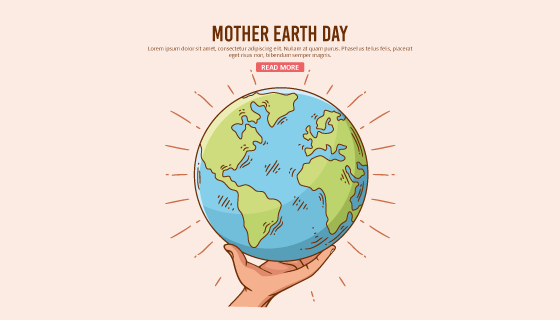 MOTHER EARTH DAY
Lorem ipsum dolor sit amet, consectetur adipiscing elit. Nullam at quam purus. Phasellus tellus felis, placerat
eget risus non, bibendum semper magna.
READ MORE